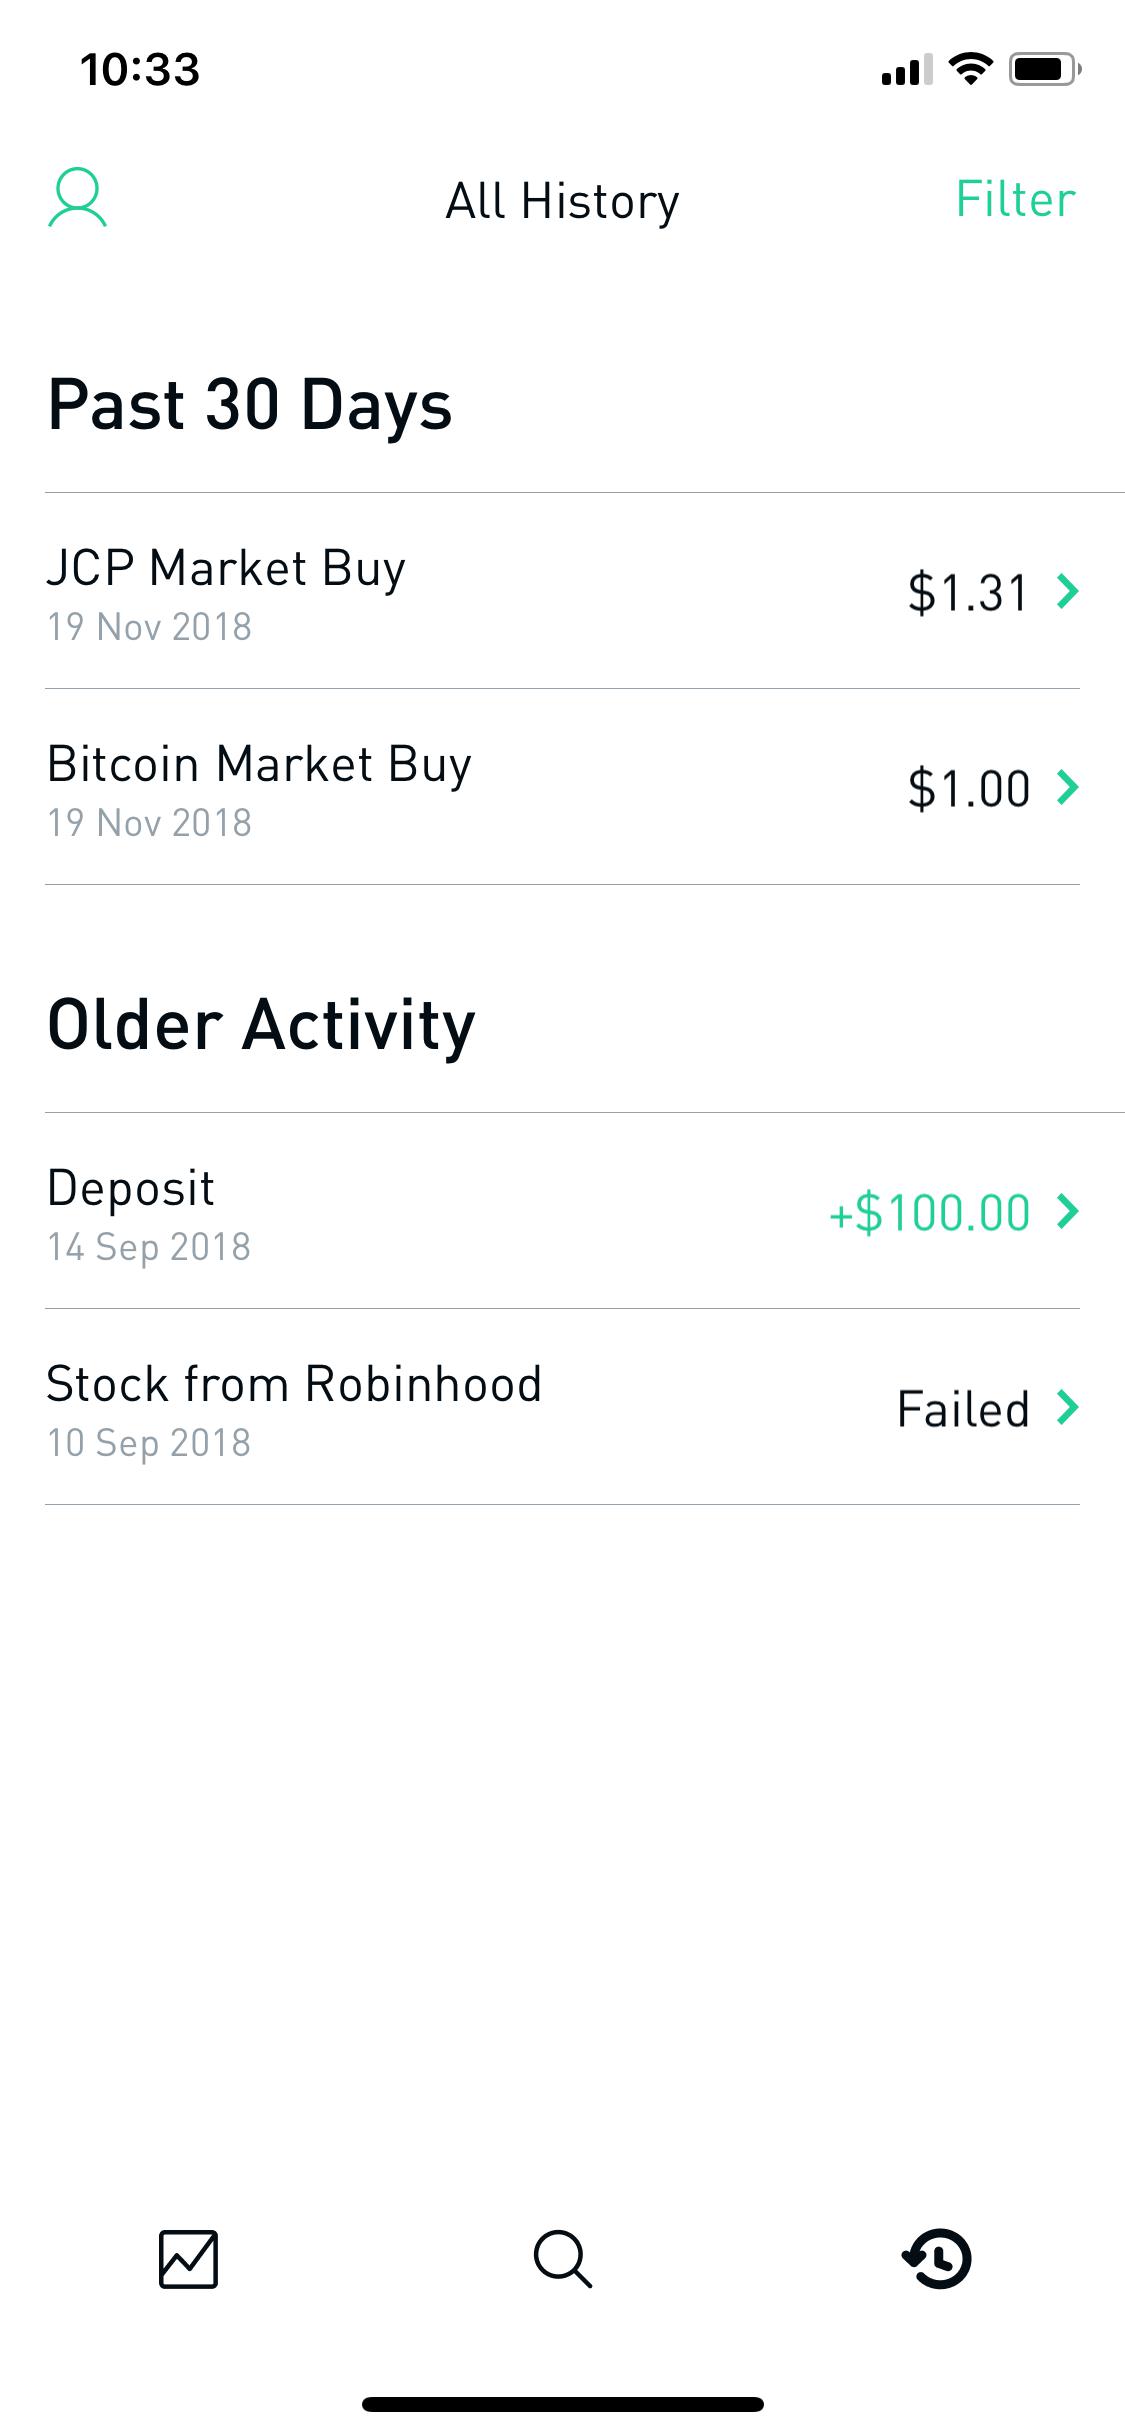 10:33
All History
Filter
Past 30 Days
JCP Market Buy
$1.31
19 Nov 2018
Bitcoin Market Buy
$1.00
19 Nov 2018
Older Activity
Deposit
+$100.00
14 Sep 2018
Stock from Robinhood
Failed
10 Sep 2018